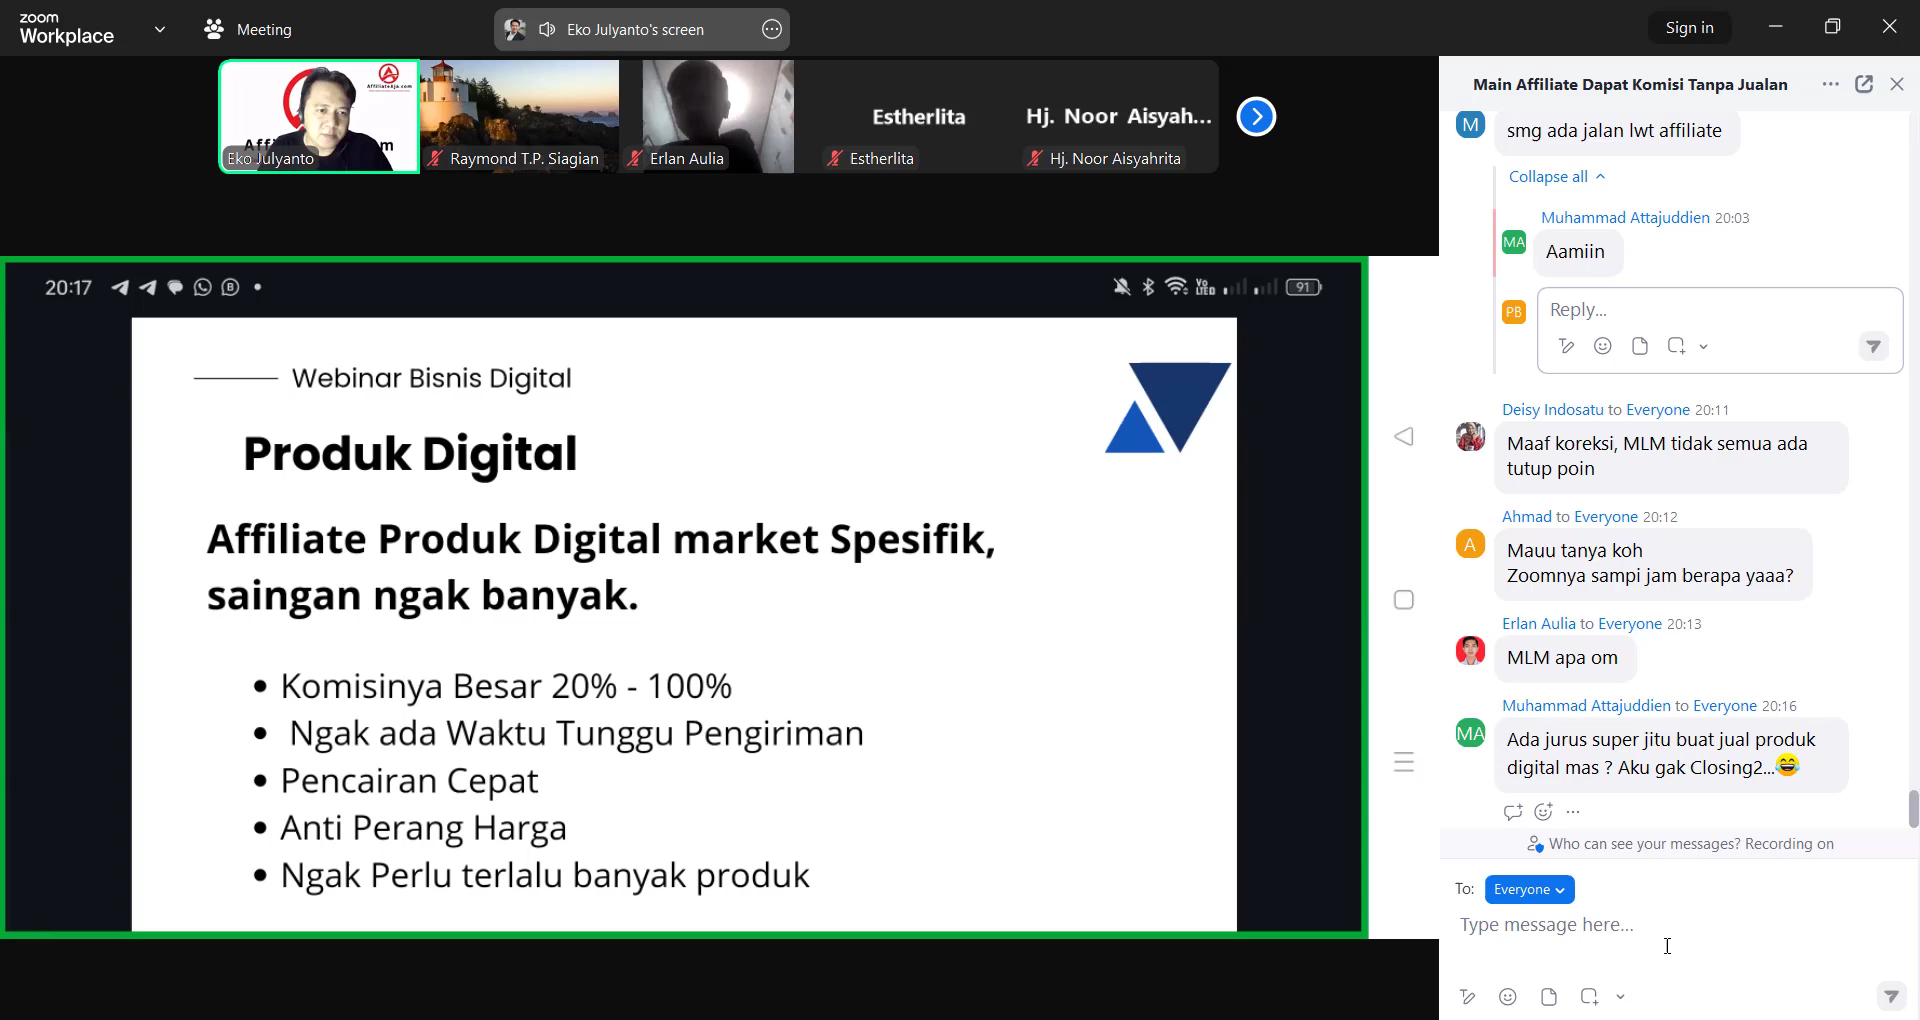 zoom
Workplace
Meeting
Eko Julyanto's screen
Sign in
AffiliateAja.com
Eko Julyanto
Raymond T.P. Siagian
Erlan Aulia
Estherlita
Estherlita
Hj. Noor Aisyah...
Hj. Noor Aisyahrita
20:17
91
Webinar Bisnis Digital
Produk Digital
Affiliate Produk Digital market Spesifik,
saingan ngak banyak.
• Komisinya Besar 20% - 100%
• Ngak ada Waktu Tunggu Pengiriman
• Pencairan Cepat
• Anti Perang Harga
• Ngak Perlu terlalu banyak produk
Main Affiliate Dapat Komisi Tanpa Jualan
M
smg ada jalan lwt affiliate
Collapse all
Muhammad Attajuddien 20:03
MA
Aamiin
PB
Reply...
Deisy Indosatu to Everyone 20:11
Maaf koreksi, MLM tidak semua ada
tutup poin
Ahmad to Everyone 20:12
A
Mauu tanya koh
Zoomnya sampi jam berapa yaaa?
Erlan Aulia to Everyone 20:13
MLM apa om
Muhammad Attajuddien to Everyone 20:16
MA
Ada jurus super jitu buat jual produk
digital mas ? Aku gak Closing2...😂
Who can see your messages? Recording on
To: Everyone
Type message here...